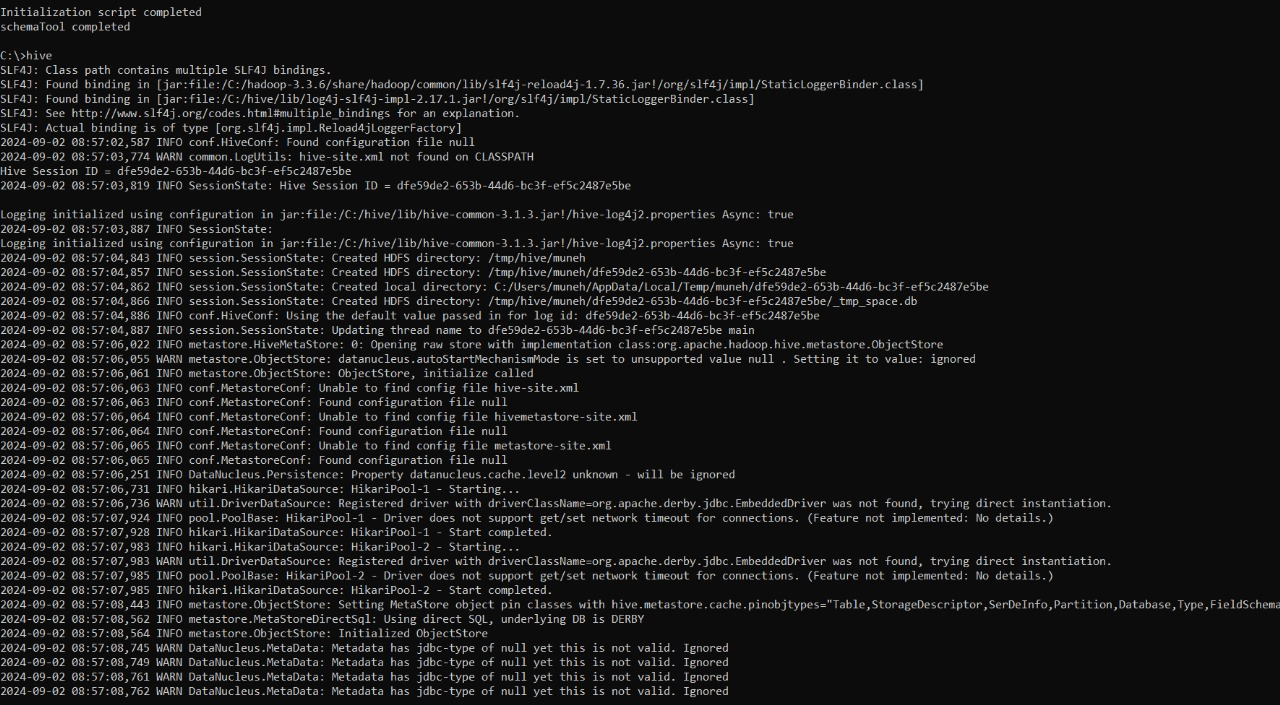 Initialization script completed
schemaTool completed
C:\>hive
SLF4J: Class path contains multiple SLF4J bindings.
SLF4J: Found binding in [jar:file:/C:/hadoop-3.3.6/share/hadoop/common/lib/slf4j-reload4j-1.7.36.jar!/org/slf4j/impl/StaticLoggerBinder.class]
SLF4J: Found binding in [jar:file:/C:/hive/lib/log4j-slf4j-impl-2.17.1.jar!/org/slf4j/impl/StaticLoggerBinder.class]
SLF4J: See http://www.slf4j.org/codes.html#multiple_bindings for an explanation.
SLF4J: Actual binding is of type [org.slf4j.impl.Reload4jLoggerFactory]
2024-09-02 08:57:02,587 INFO conf.HiveConf: Found configuration file null
2024-09-02 08:57:03,774 WARN common.LogUtils: hive-site.xml not found on CLASSPATH
Hive Session ID = dfe59de2-653b-44d6-bc3f-ef5c2487e5be
2024-09-02 08:57:03,819 INFO SessionState: Hive Session ID = dfe59de2-653b-44d6-bc3f-ef5c2487e5be
Logging initialized using configuration in jar:file:/C:/hive/lib/hive-common-3.1.3.jar!/hive-log4j2.properties Async: true
2024-09-02 08:57:03,887 INFO SessionState:
Logging initialized using configuration in jar:file:/C:/hive/lib/hive-common-3.1.3.jar!/hive-log4j2.properties Async: true
2024-09-02 08:57:04,843 INFO session.SessionState: Created HDFS directory: /tmp/hive/muneh
2024-09-02 08:57:04,857 INFO session.SessionState: Created HDFS directory: /tmp/hive/muneh/dfe59de2-653b-44d6-bc3f-ef5c2487e5be
2024-09-02 08:57:04,862 INFO session.SessionState: Created local directory: C:/Users/muneh/AppData/Local/Temp/muneh/dfe59de2-653b-44d6-bc3f-ef5c2487e5be
2024-09-02 08:57:04,866 INFO session.SessionState: Created HDFS directory: /tmp/hive/muneh/dfe59de2-653b-44d6-bc3f-ef5c2487e5be/_tmp_space.db
2024-09-02 08:57:04,886 INFO conf.HiveConf: Using the default value passed in for log id: dfe59de2-653b-44d6-bc3f-ef5c2487e5be
2024-09-02 08:57:04,887 INFO session.SessionState: Updating thread name to dfe59de2-653b-44d6-bc3f-ef5c2487e5be main
2024-09-02 08:57:06,022 INFO metastore.HiveMetaStore: 0: Opening raw store with implementation class:org.apache.hadoop.hive.metastore.ObjectStore
2024-09-02 08:57:06,055 WARN metastore.ObjectStore: datanucleus.autoStartMechanismMode is set to unsupported value null . Setting it to value: ignored
2024-09-02 08:57:06,061 INFO metastore.ObjectStore: ObjectStore, initialize called
2024-09-02 08:57:06,063 INFO conf.MetastoreConf: Unable to find config file hive-site.xml
2024-09-02 08:57:06,063 INFO conf.MetastoreConf: Found configuration file null
2024-09-02 08:57:06,064 INFO conf.MetastoreConf: Unable to find config file hivemetastore-site.xml
2024-09-02 08:57:06,064 INFO conf.MetastoreConf: Found configuration file null
2024-09-02 08:57:06,065 INFO conf.MetastoreConf: Unable to find config file metastore-site.xml
2024-09-02 08:57:06,065 INFO conf.MetastoreConf: Found configuration file null
2024-09-02 08:57:06,251 INFO DataNucleus.Persistence: Property datanucleus.cache.level2 unknown - will be ignored
2024-09-02 08:57:06,731 INFO hikari.HikariDataSource: HikariPool-1 - Starting...
2024-09-02 08:57:06,736 WARN util.DriverDataSource: Registered driver with driverClassName=org.apache.derby.jdbc.EmbeddedDriver was not found, trying direct instantiation.
2024-09-02 08:57:07,924 INFO pool.PoolBase: HikariPool-1 - Driver does not support get/set network timeout for connections. (Feature not implemented: No details.)
2024-09-02 08:57:07,928 INFO hikari.HikariDataSource: HikariPool-1 - Start completed.
2024-09-02 08:57:07,983 INFO hikari.HikariDataSource: HikariPool-2 - Starting...
2024-09-02 08:57:07,983 WARN util.DriverDataSource: Registered driver with driverClassName=org.apache.derby.jdbc.EmbeddedDriver was not found, trying direct instantiation.
2024-09-02 08:57:07,985 INFO pool.PoolBase: HikariPool-2 - Driver does not support get/set network timeout for connections. (Feature not implemented: No details.)
2024-09-02 08:57:07,985 INFO hikari.HikariDataSource: HikariPool-2 - Start completed.
2024-09-02 08:57:08,443 INFO metastore.ObjectStore: Setting MetaStore object pin classes with hive.metastore.cache.pinobjtypes="Table,StorageDescriptor,SerDeInfo,Partition,Database,Type,FieldSchema
2024-09-02 08:57:08,562 INFO metastore.MetaStoreDirectSql: Using direct SQL, underlying DB is DERBY
2024-09-02 08:57:08,564 INFO metastore.ObjectStore: Initialized ObjectStore
2024-09-02 08:57:08,745 WARN DataNucleus.MetaData: Metadata has jdbc-type of null yet this is not valid. Ignored
2024-09-02 08:57:08,749 WARN DataNucleus.MetaData: Metadata has jdbc-type of null yet this is not valid. Ignored
2024-09-02 08:57:08,761 WARN DataNucleus.MetaData: Metadata has jdbc-type of null yet this is not valid. Ignored
2024-09-02 08:57:08,762 WARN DataNucleus.MetaData: Metadata has jdbc-type of null yet this is not valid. Ignored